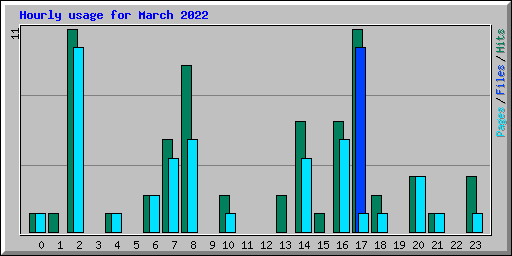 Hourly usage for March 2022
11
Pages/Files/Hits
0 1 2 3 4 5 6 7 8 9 10 11 12 13 14 15 16 17 18 19 20 21 22 23